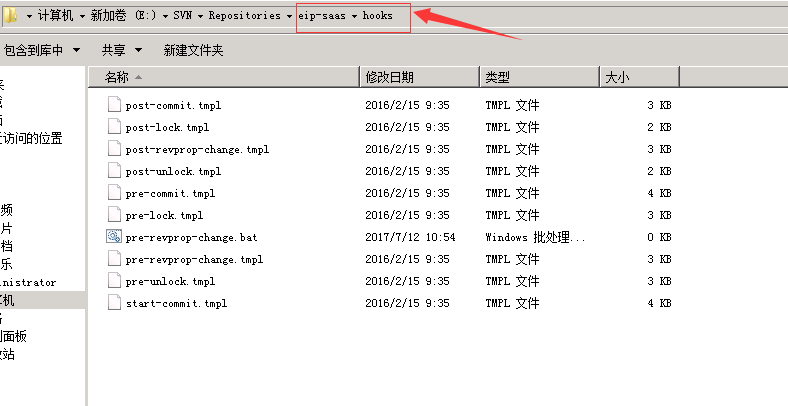 计算机 新加卷 (E:) SVN Repositories eip-saas hooks
包含到库中 共享 新建文件夹
名称 修改日期 类型 大小
post-commit.tmpl 2016/2/15 9:35 TMPL 文件 3 KB
post-lock.tmpl 2016/2/15 9:35 TMPL 文件 2 KB
访问的位置 post-revprop-change.tmpl 2016/2/15 9:35 TMPL 文件 3 KB
post-unlock.tmpl 2016/2/15 9:35 TMPL 文件 2 KB
pre-commit.tmpl 2016/2/15 9:35 TMPL 文件 4 KB
频 pre-lock.tmpl 2016/2/15 9:35 TMPL 文件 3 KB
片 pre-revprop-change.bat 2017/7/12 10:54 Windows 批处理... 0 KB
档 pre-revprop-change.tmpl 2016/2/15 9:35 TMPL 文件 3 KB
乐
inistrator pre-unlock.tmpl 2016/2/15 9:35 TMPL 文件 3 KB
机 start-commit.tmpl 2016/2/15 9:35 TMPL 文件 4 KB
面板
站